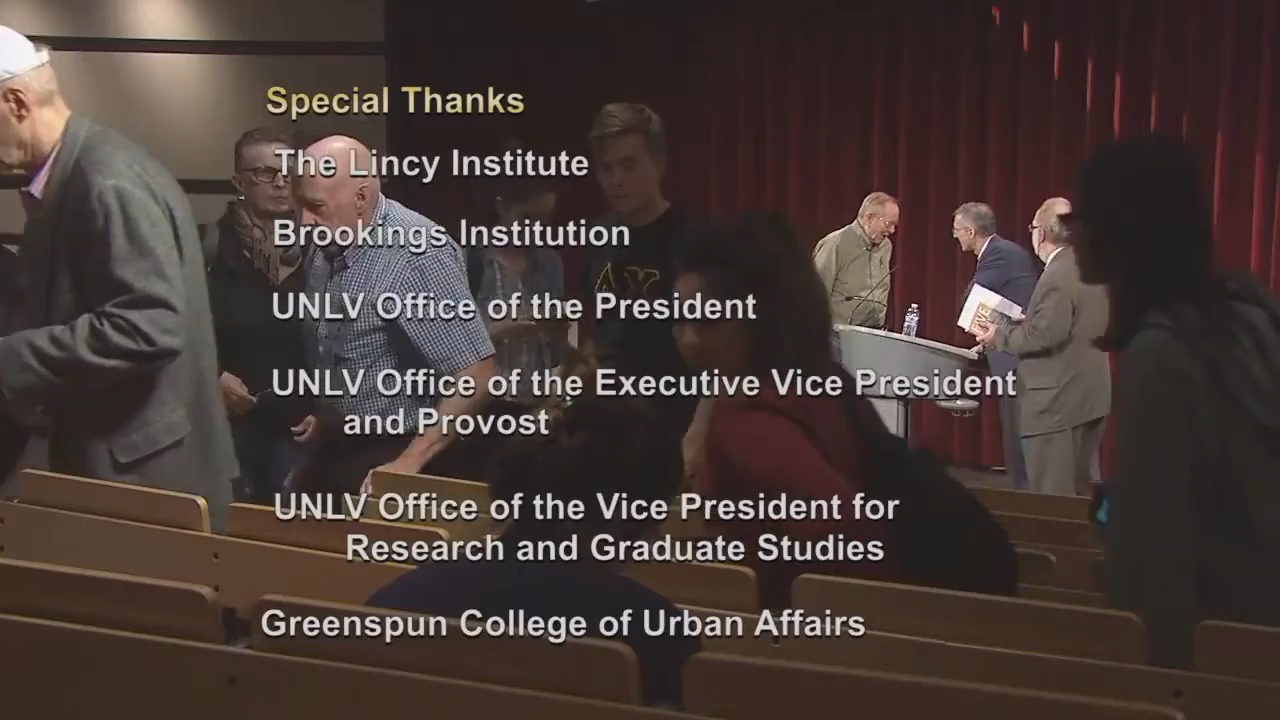 Special Thanks
The Lincy Institute
Brookings Institution
UNLV Office of the President
UNLV Office of the Executive Vice President
and Provost
UNLV Office of the Vice President for
Research and Graduate Studies
Greenspun College of Urban Affairs